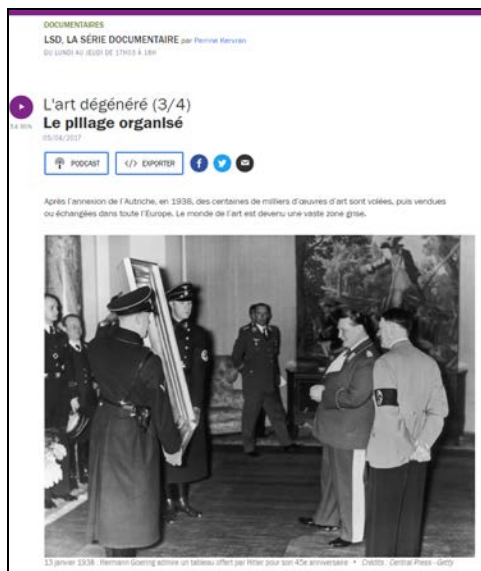 DOCUMENTAIRES
LSD, LA SÉRIE DOCUMENTAIRE par Perrine Kervran
DU LUNDI AU JEUDI DE 17H03 À 18H
L'art dégénéré (3/4)
54 MIN
Le pillage organisé
05/04/2017
PODCAST
</> EXPORTER
Après l'annexion de l'Autriche, en 1938, des centaines de milliers d'œuvres d'art sont volées, puis vendues
ou échangées dans toute l'Europe. Le monde de l'art est devenu une vaste zone grise.
13 janvier 1938 : Hermann Goering admire un tableau offert par Hitler pour son 45e anniversaire • Crédits : Central Press - Getty